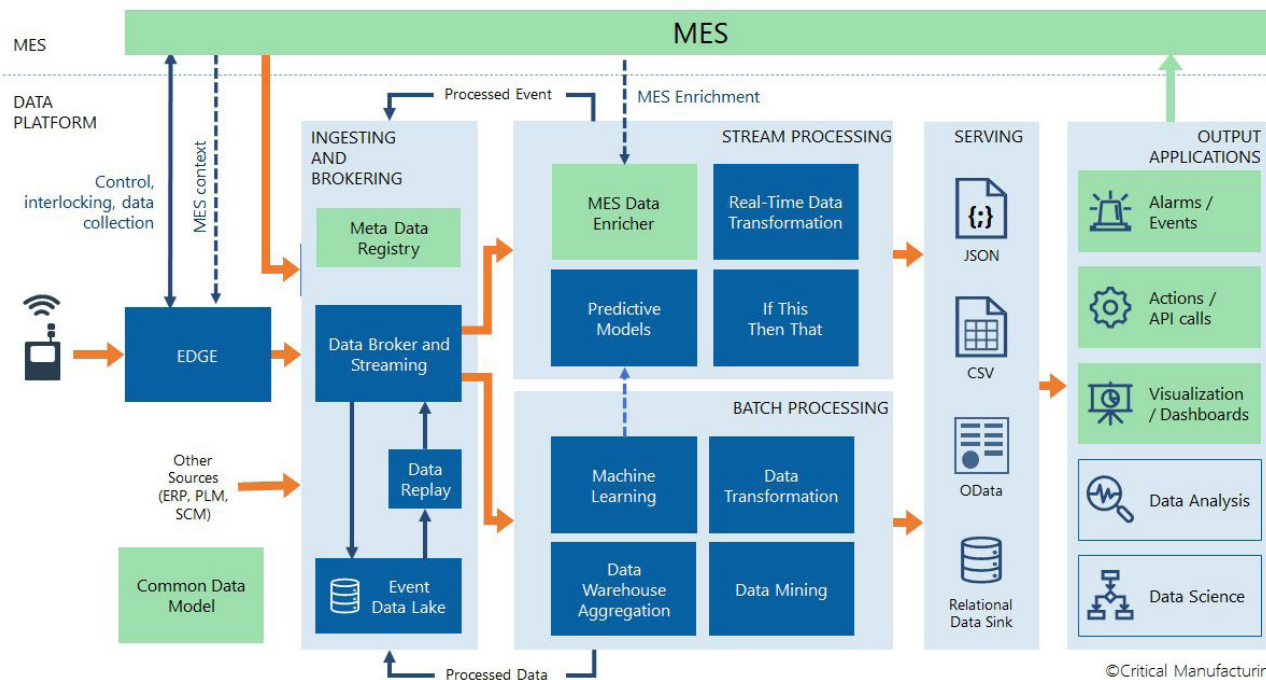 MES
MES
DATA
PLATFORM
Control,
interlocking, data
collection
MES context
Processed Event
MES Enrichment
INGESTING
AND
BROKERING
Meta Data
Registry
Data Broker and
Streaming
Data
Replay
Event
Data Lake
EDGE
Other
Sources
(ERP, PLM,
SCM)
Common Data
Model
STREAM PROCESSING
MES Data
Enricher
Real-Time Data
Transformation
Predictive
Models
If This
Then That
BATCH PROCESSING
Machine
Learning
Data
Transformation
Data
Warehouse
Aggregation
Data Mining
Processed Data
SERVING
{;}
JSON
CSV
OData
Relational
Data Sink
OUTPUT
APPLICATIONS
Alarms /
Events
Actions /
API calls
Visualization
/ Dashboards
Data Analysis
Data Science
©Critical Manufacturin